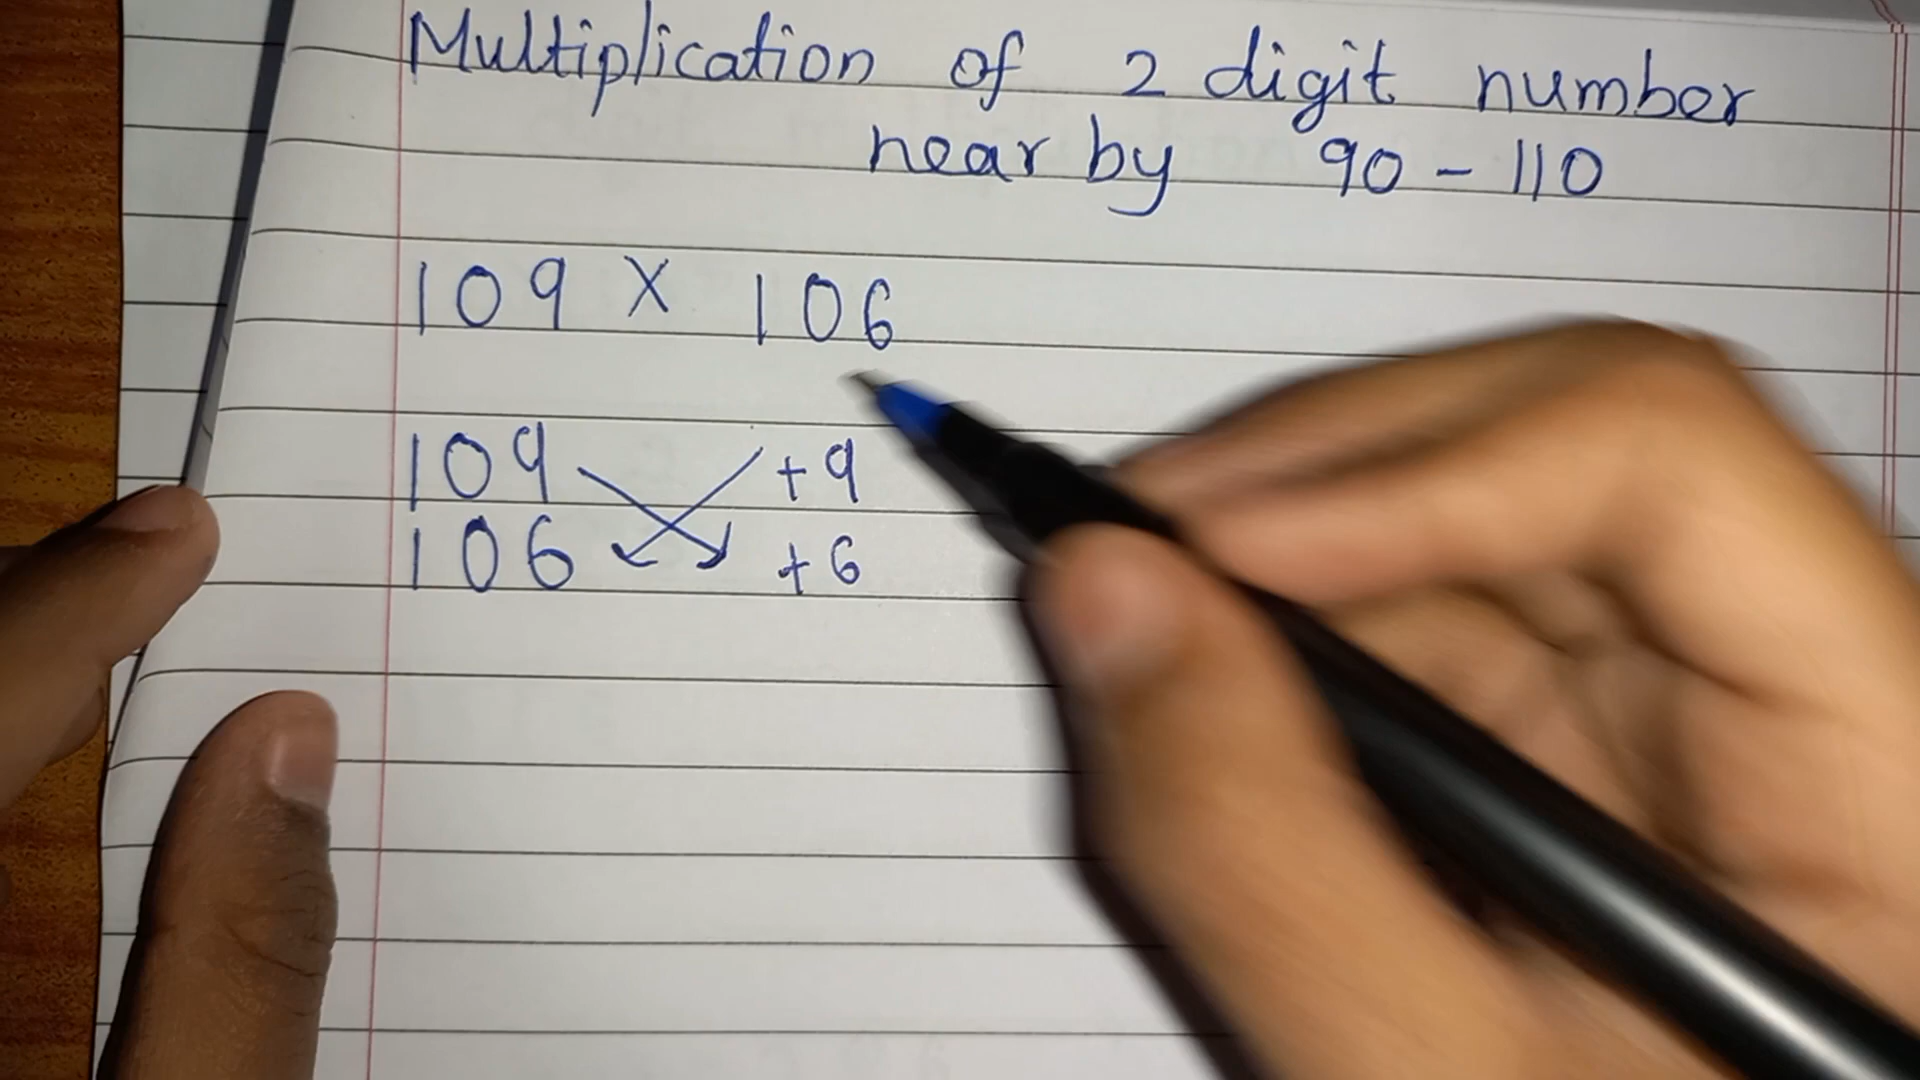 Multiplication of 2 digit number
near by 90 - 110
109 X 106
109 +9
106 +6